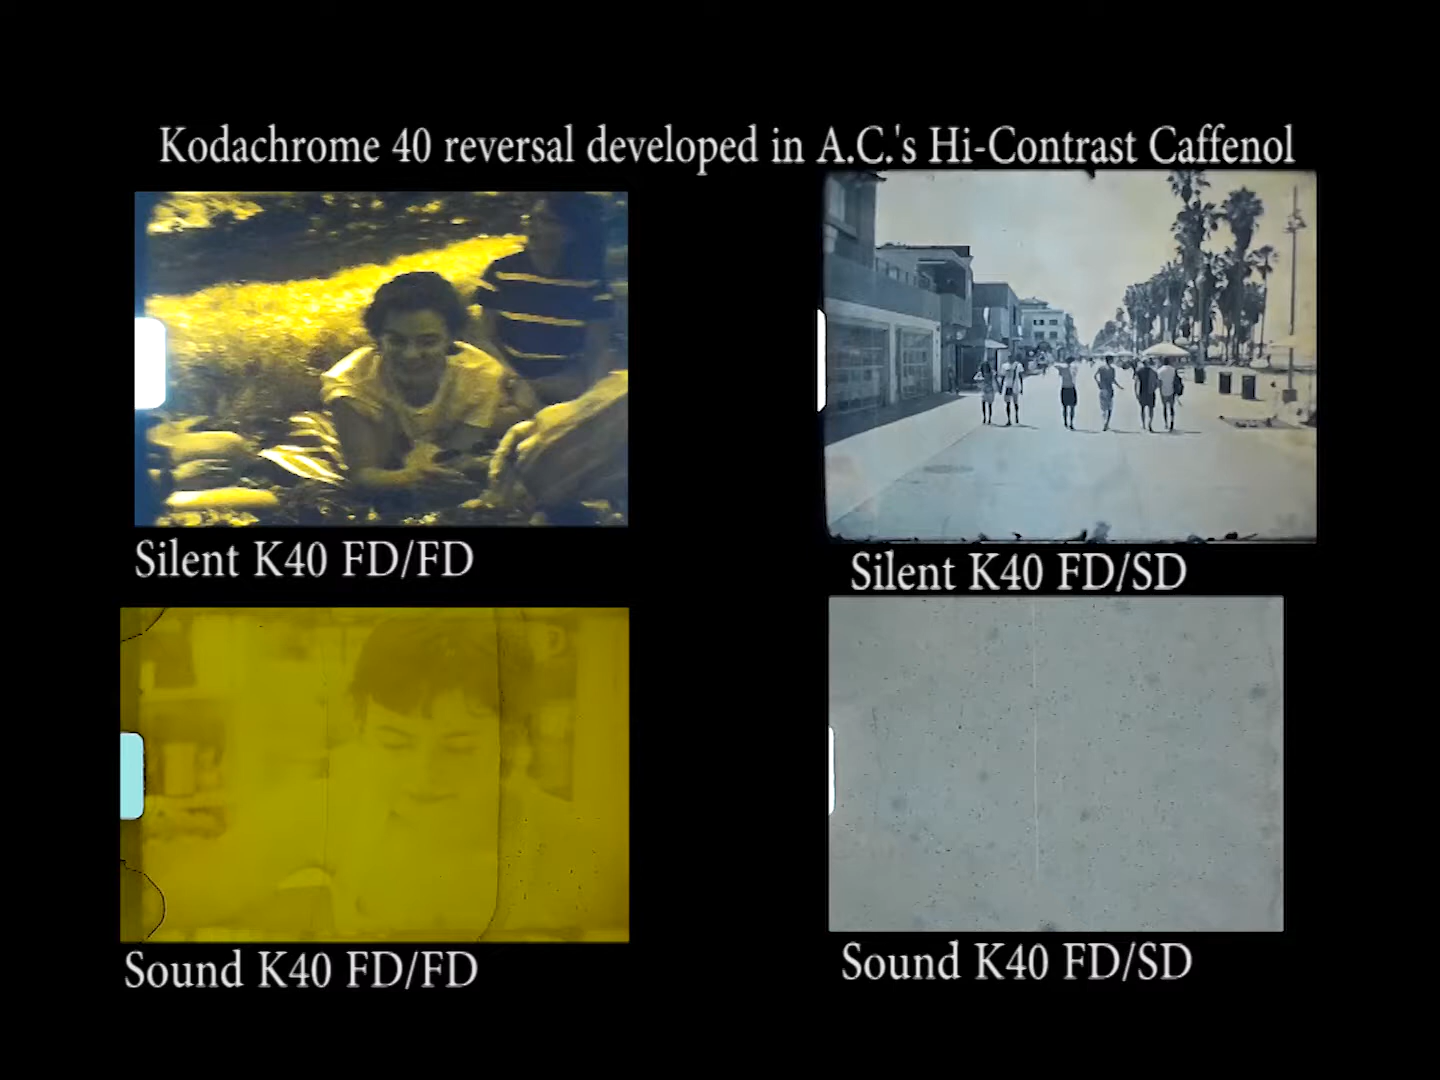 Kodachrome 40 reversal developed in A.C.'s Hi-Contrast Caffenol
Silent K40 FD/FD
Silent K40 FD/SD
Sound K40 FD/FD
Sound K40 FD/SD